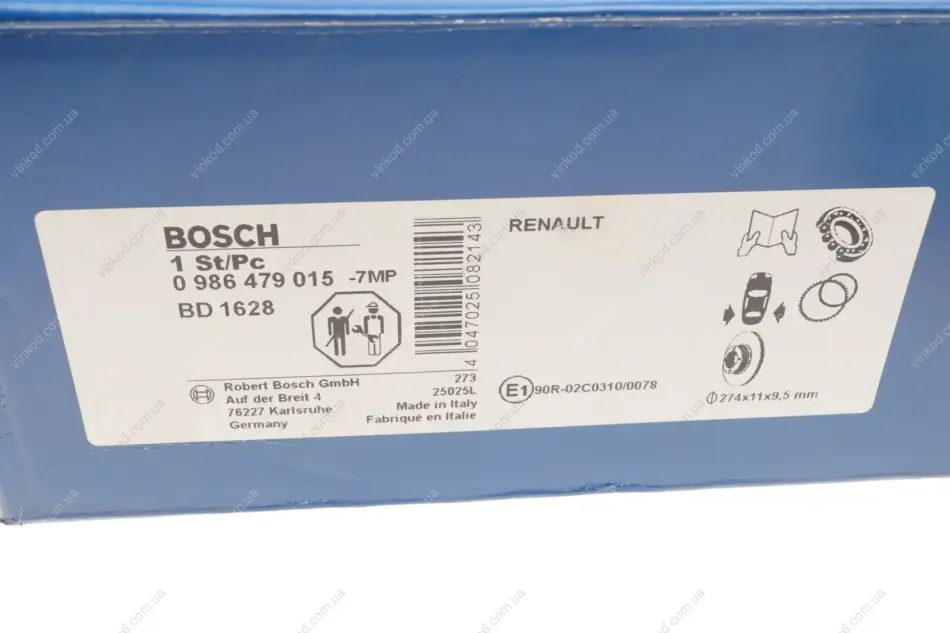 BOSCH
1 St/Pc
0 986 479 015 -7MP
BD 1628
4 047025 082143
RENAULT
Robert Bosch GmbH
Auf der Breit 4
76227 Karlsruhe
Germany
273
25025L
Made in Italy
Fabriqué en Italie
E1 90R-02C0310/0078
∅ 274x11x9,5 mm
vinkod.com.ua